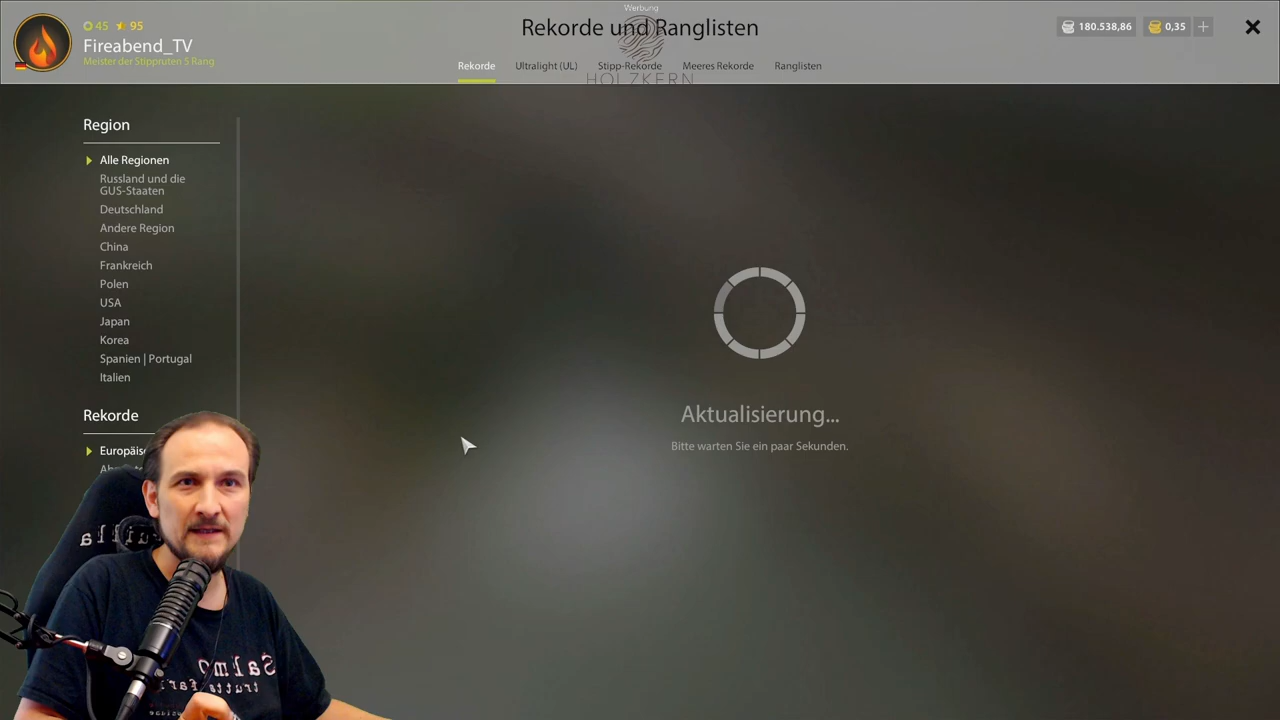 Werbung
45 95
Fireabend_TV
Meister der Stippruten 5 Rang
Rekorde und Ranglisten
HOLZKERN
180.538,86
0,35
Rekorde
Ultralight (UL)
Stipp-Rekorde
Meeres Rekorde
Ranglisten
Region
Alle Regionen
Russland und die
GUS-Staaten
Deutschland
Andere Region
China
Frankreich
Polen
USA
Japan
Korea
Spanien | Portugal
Italien
Rekorde
Aktualisierung...
Bitte warten Sie ein paar Sekunden.
Salmo